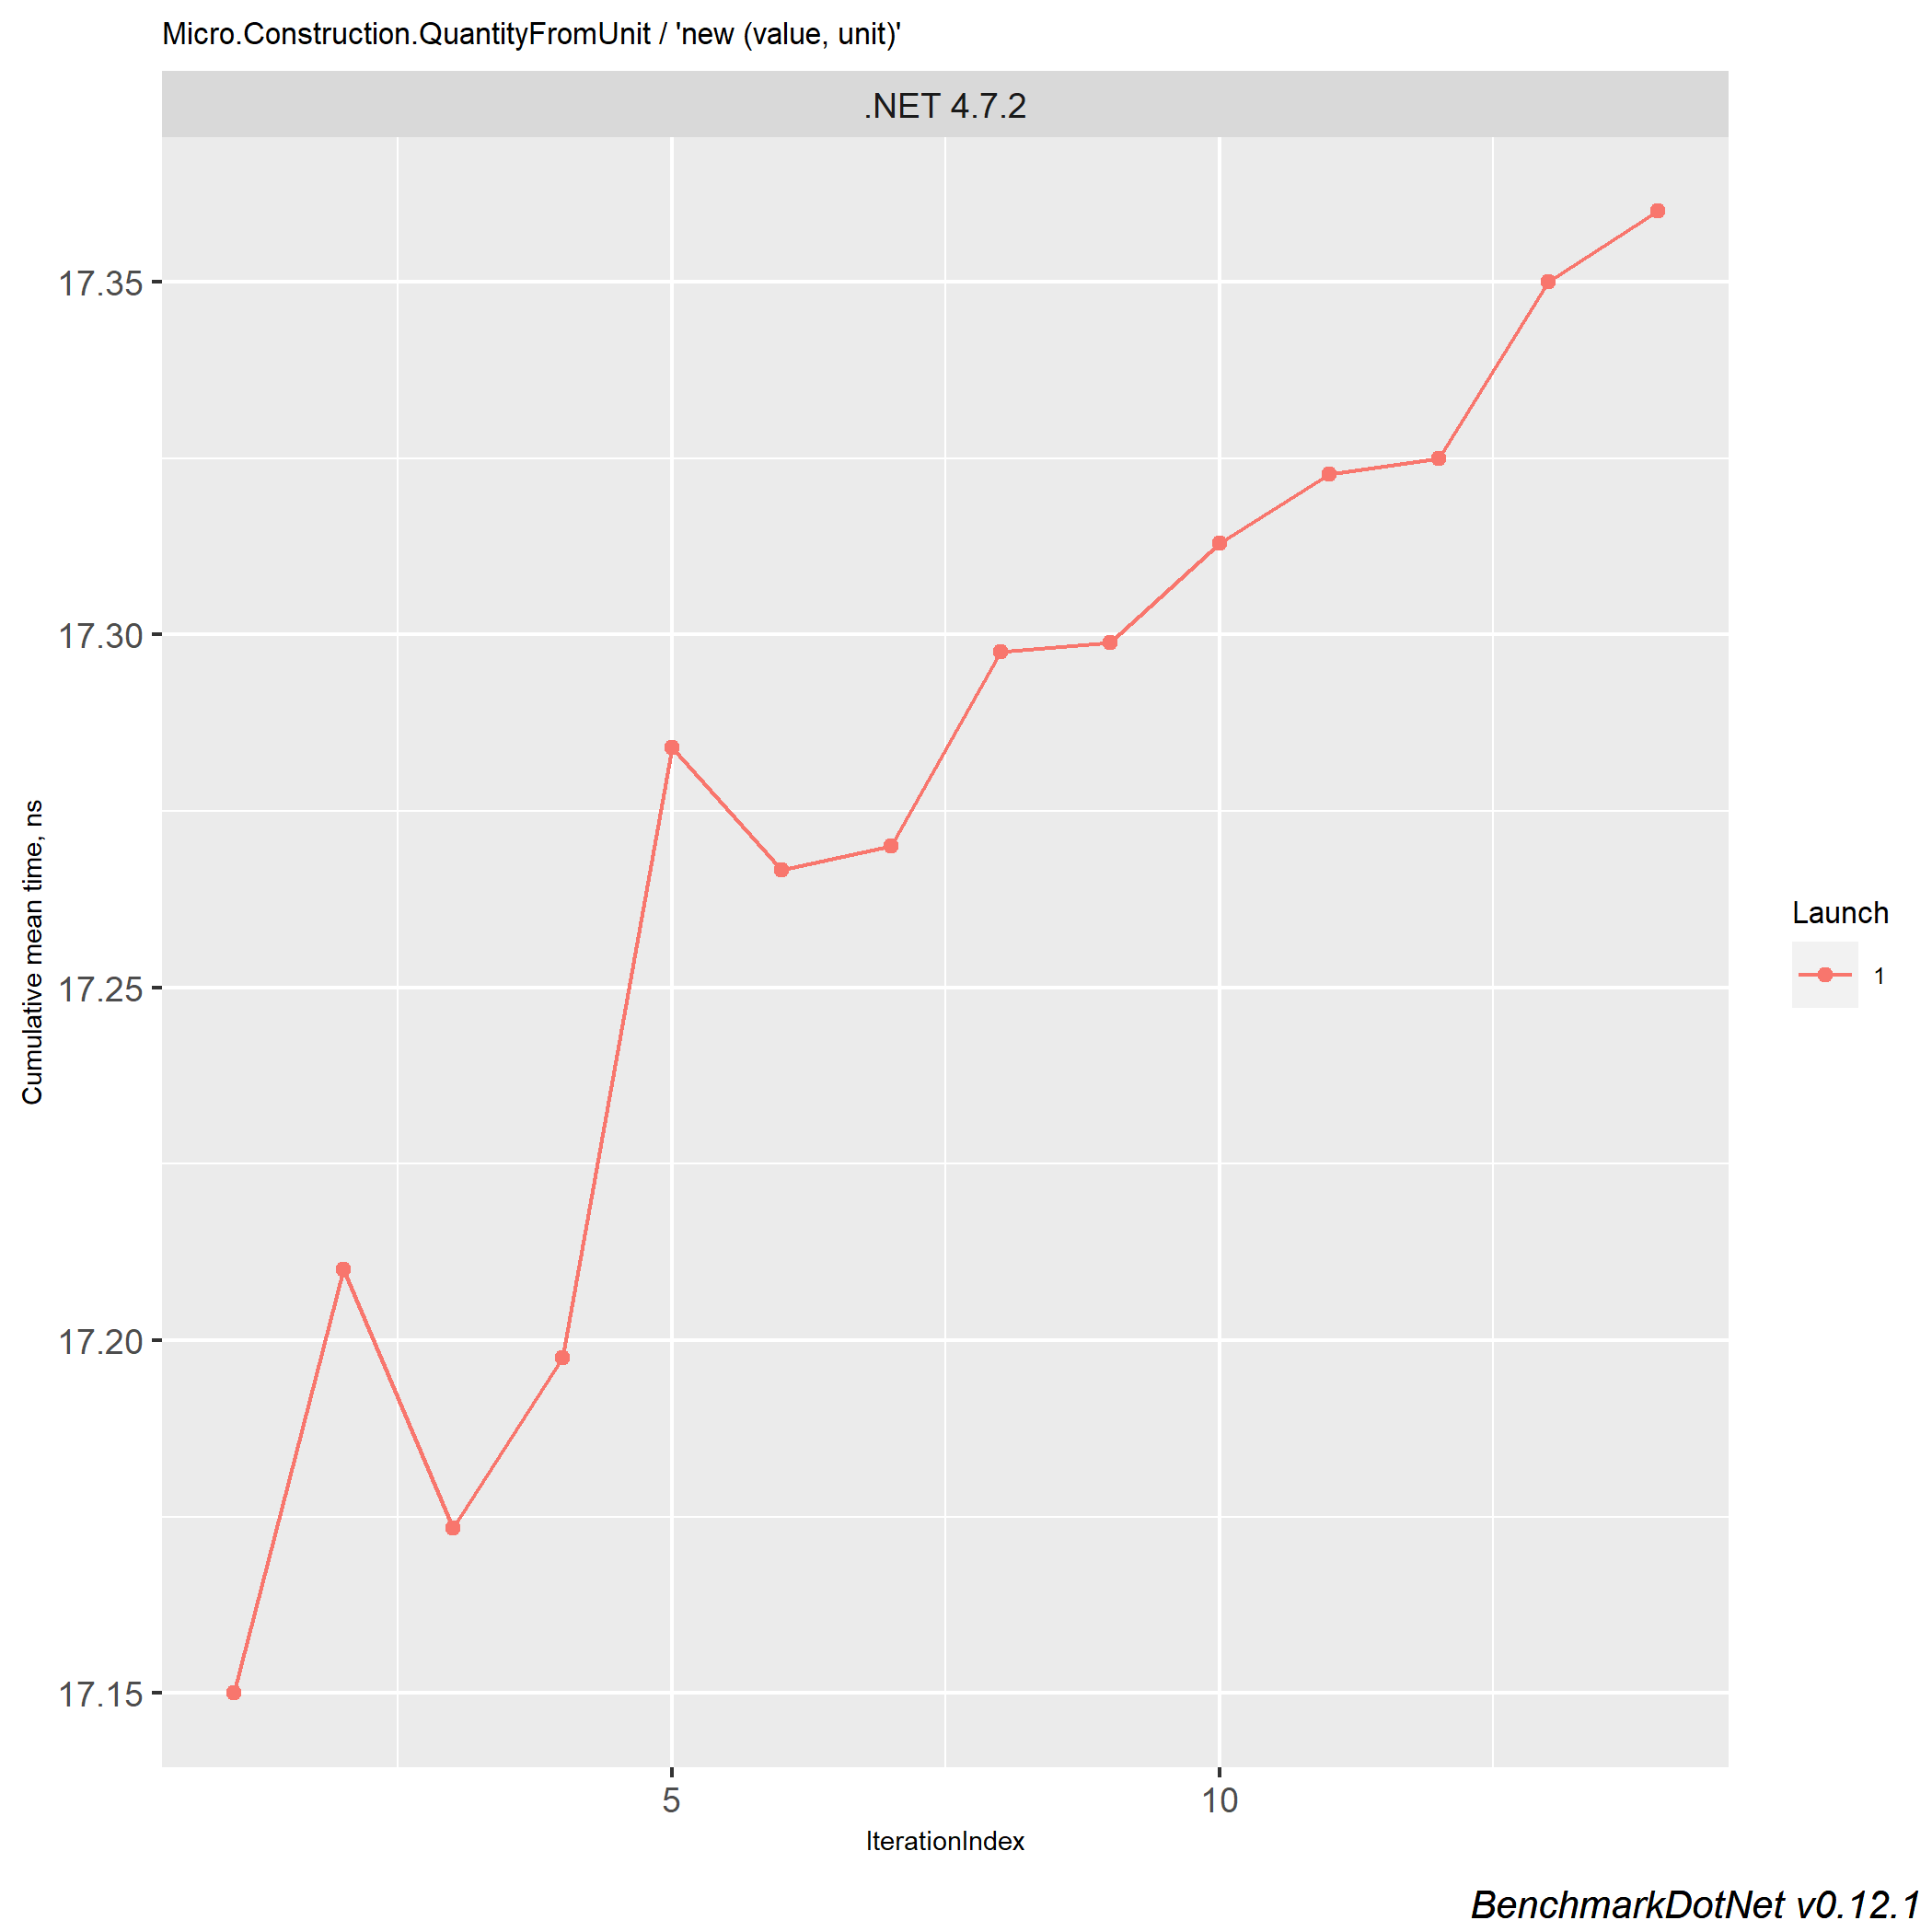 Micro.Construction.QuantityFromUnit / 'new (value, unit)'
.NET 4.7.2
17.35
17.30
17.25
17.20
17.15
Cumulative mean time, ns
5
10
IterationIndex
Launch
1
BenchmarkDotNet v0.12.1